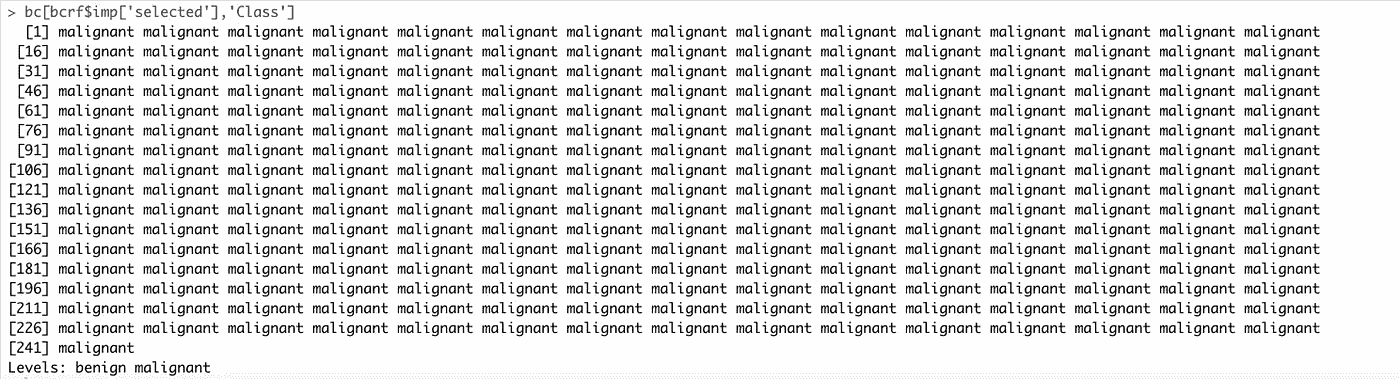 > bc[bcrf$imp['selected'],'Class']
[1] malignant malignant malignant malignant malignant malignant malignant malignant malignant malignant malignant malignant malignant malignant malignant
[16] malignant malignant malignant malignant malignant malignant malignant malignant malignant malignant malignant malignant malignant malignant malignant
[31] malignant malignant malignant malignant malignant malignant malignant malignant malignant malignant malignant malignant malignant malignant malignant
[46] malignant malignant malignant malignant malignant malignant malignant malignant malignant malignant malignant malignant malignant malignant malignant
[61] malignant malignant malignant malignant malignant malignant malignant malignant malignant malignant malignant malignant malignant malignant malignant
[76] malignant malignant malignant malignant malignant malignant malignant malignant malignant malignant malignant malignant malignant malignant malignant
[91] malignant malignant malignant malignant malignant malignant malignant malignant malignant malignant malignant malignant malignant malignant malignant
[106] malignant malignant malignant malignant malignant malignant malignant malignant malignant malignant malignant malignant malignant malignant malignant
[121] malignant malignant malignant malignant malignant malignant malignant malignant malignant malignant malignant malignant malignant malignant malignant
[136] malignant malignant malignant malignant malignant malignant malignant malignant malignant malignant malignant malignant malignant malignant malignant
[151] malignant malignant malignant malignant malignant malignant malignant malignant malignant malignant malignant malignant malignant malignant malignant
[166] malignant malignant malignant malignant malignant malignant malignant malignant malignant malignant malignant malignant malignant malignant malignant
[181] malignant malignant malignant malignant malignant malignant malignant malignant malignant malignant malignant malignant malignant malignant malignant
[196] malignant malignant malignant malignant malignant malignant malignant malignant malignant malignant malignant malignant malignant malignant malignant
[211] malignant malignant malignant malignant malignant malignant malignant malignant malignant malignant malignant malignant malignant malignant malignant
[226] malignant malignant malignant malignant malignant malignant malignant malignant malignant malignant malignant malignant malignant malignant malignant
[241] malignant
Levels: benign malignant